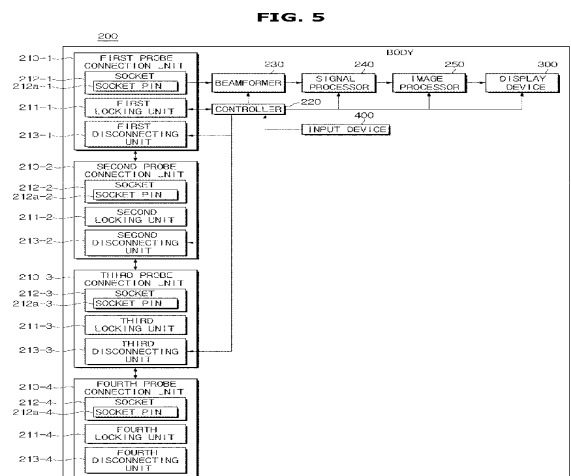 FIG. 5
200
BODY
210-1
FIRST PROBE
CONNECTION UNIT
212-1
SOCKET
212a-1
SOCKET PIN
211-1
FIRST
LOCKING UNIT
213-1
FIRST
DISCONNECTING
UNIT
230
BEAMFORMER
240
SIGNAL
PROCESSOR
250
IMAGE
PROCESSOR
300
DISPLAY
DEVICE
CONTROLLER
220
400
INPUT DEVICE
210-2
SECOND PROBE
CONNECTION UNIT
212-2
SOCKET
212a-2
SOCKET PIN
211-2
SECOND
LOCKING UNIT
213-2
SECOND
DISCONNECTING
UNIT
210-3
THIRD PROBE
CONNECTION UNIT
212-3
SOCKET
212a-3
SOCKET PIN
211-3
THIRD
LOCKING UNIT
213-3
THIRD
DISCONNECTING
UNIT
210-4
FOURTH PROBE
CONNECTION UNIT
212-4
SOCKET
212a-4
SOCKET PIN
211-4
FOURTH
LOCKING UNIT
213-4
FOURTH
DISCONNECTING
UNIT